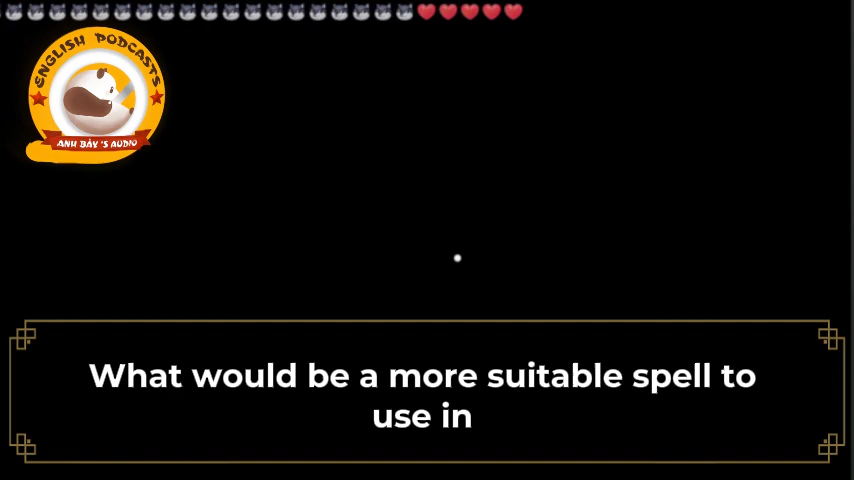 ENGLISH PODCASTS
ANH BẢY 'S AUDIO
What would be a more suitable spell to
use in